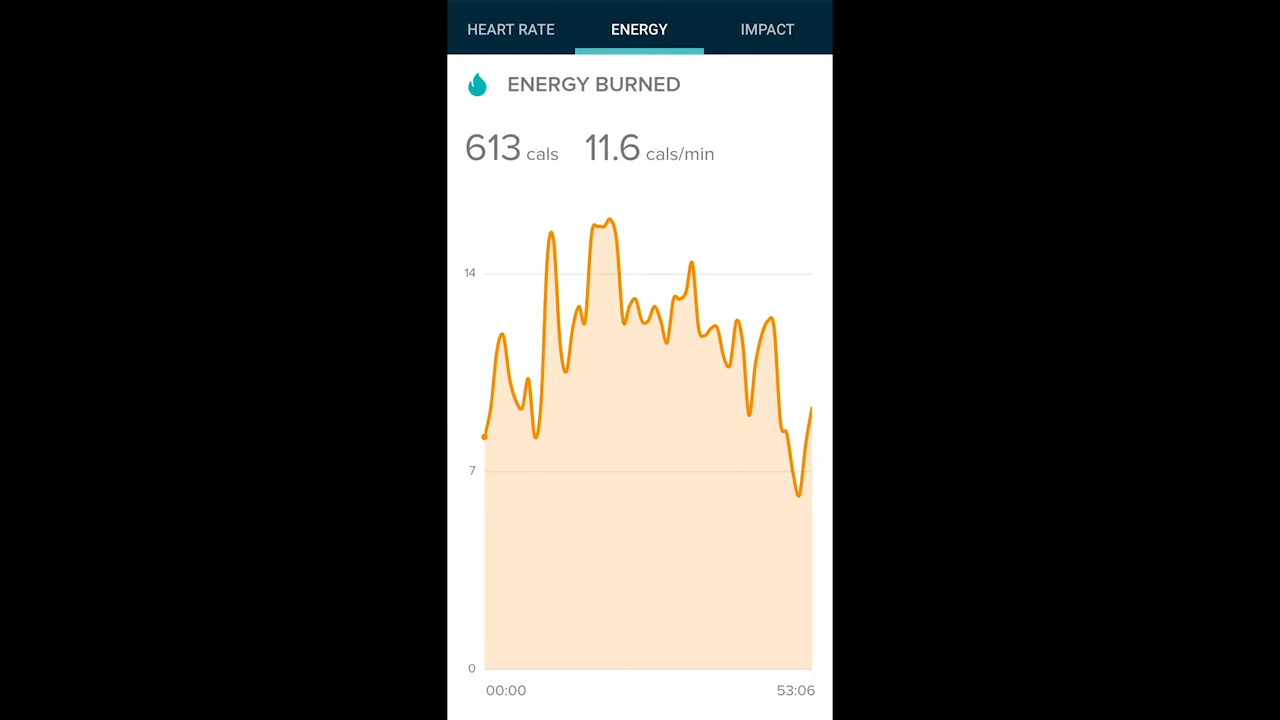 HEART RATE ENERGY IMPACT
ENERGY BURNED
613 cals 11.6 cals/min
14
7
0
00:00 53:06